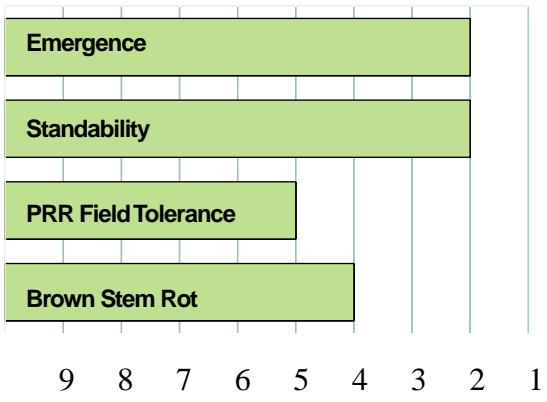 Emergence
Standability
PRR Field Tolerance
Brown Stem Rot
9 8 7 6 5 4 3 2 1